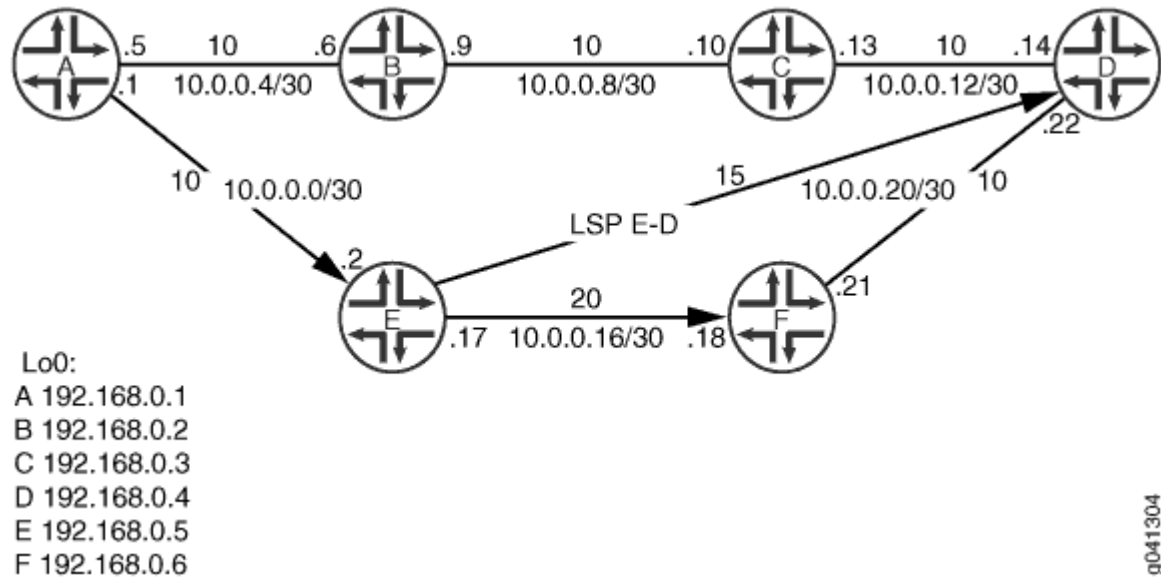 A .5 10 .6 B .9 10 .10 C .13 10 .14 D
.1 10.0.0.4/30 10.0.0.8/30 10.0.0.12/30
.22
10 10.0.0.0/30 15 10.0.0.20/30 10
LSP E-D
.2 .21
E 20 F
.17 10.0.0.16/30 .18
Lo0:
A 192.168.0.1
B 192.168.0.2
C 192.168.0.3
D 192.168.0.4
E 192.168.0.5
F 192.168.0.6
g041304